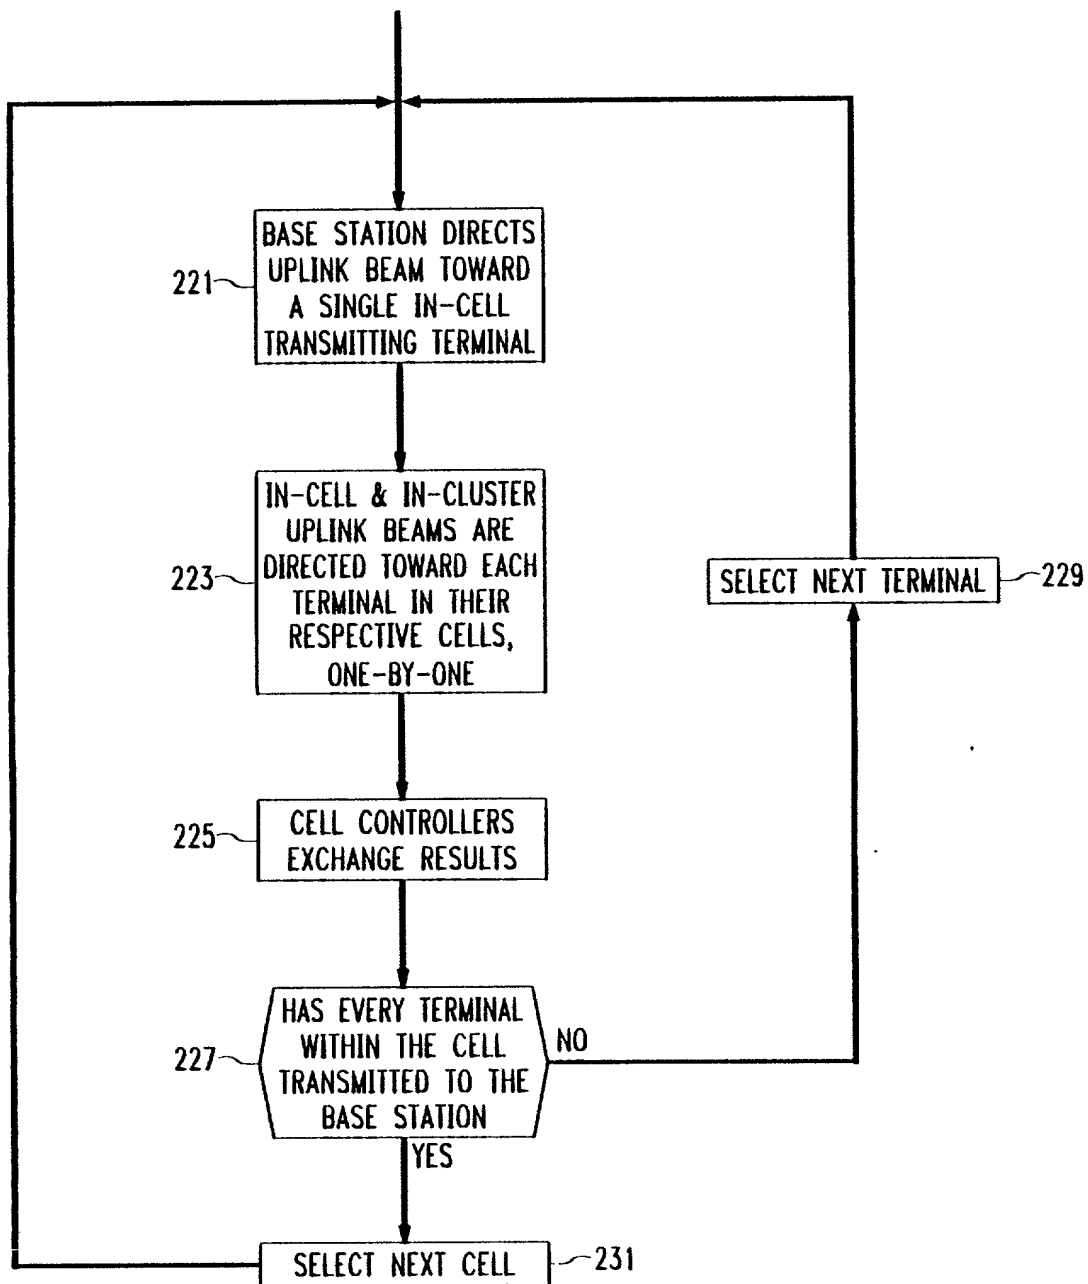 BASE STATION DIRECTS
UPLINK BEAM TOWARD
A SINGLE IN-CELL
TRANSMITTING TERMINAL
221
IN-CELL & IN-CLUSTER
UPLINK BEAMS ARE
DIRECTED TOWARD EACH
TERMINAL IN THEIR
RESPECTIVE CELLS,
ONE-BY-ONE
223
SELECT NEXT TERMINAL
229
CELL CONTROLLERS
EXCHANGE RESULTS
225
HAS EVERY TERMINAL
WITHIN THE CELL
TRANSMITTED TO THE
BASE STATION
227
NO
YES
SELECT NEXT CELL
231